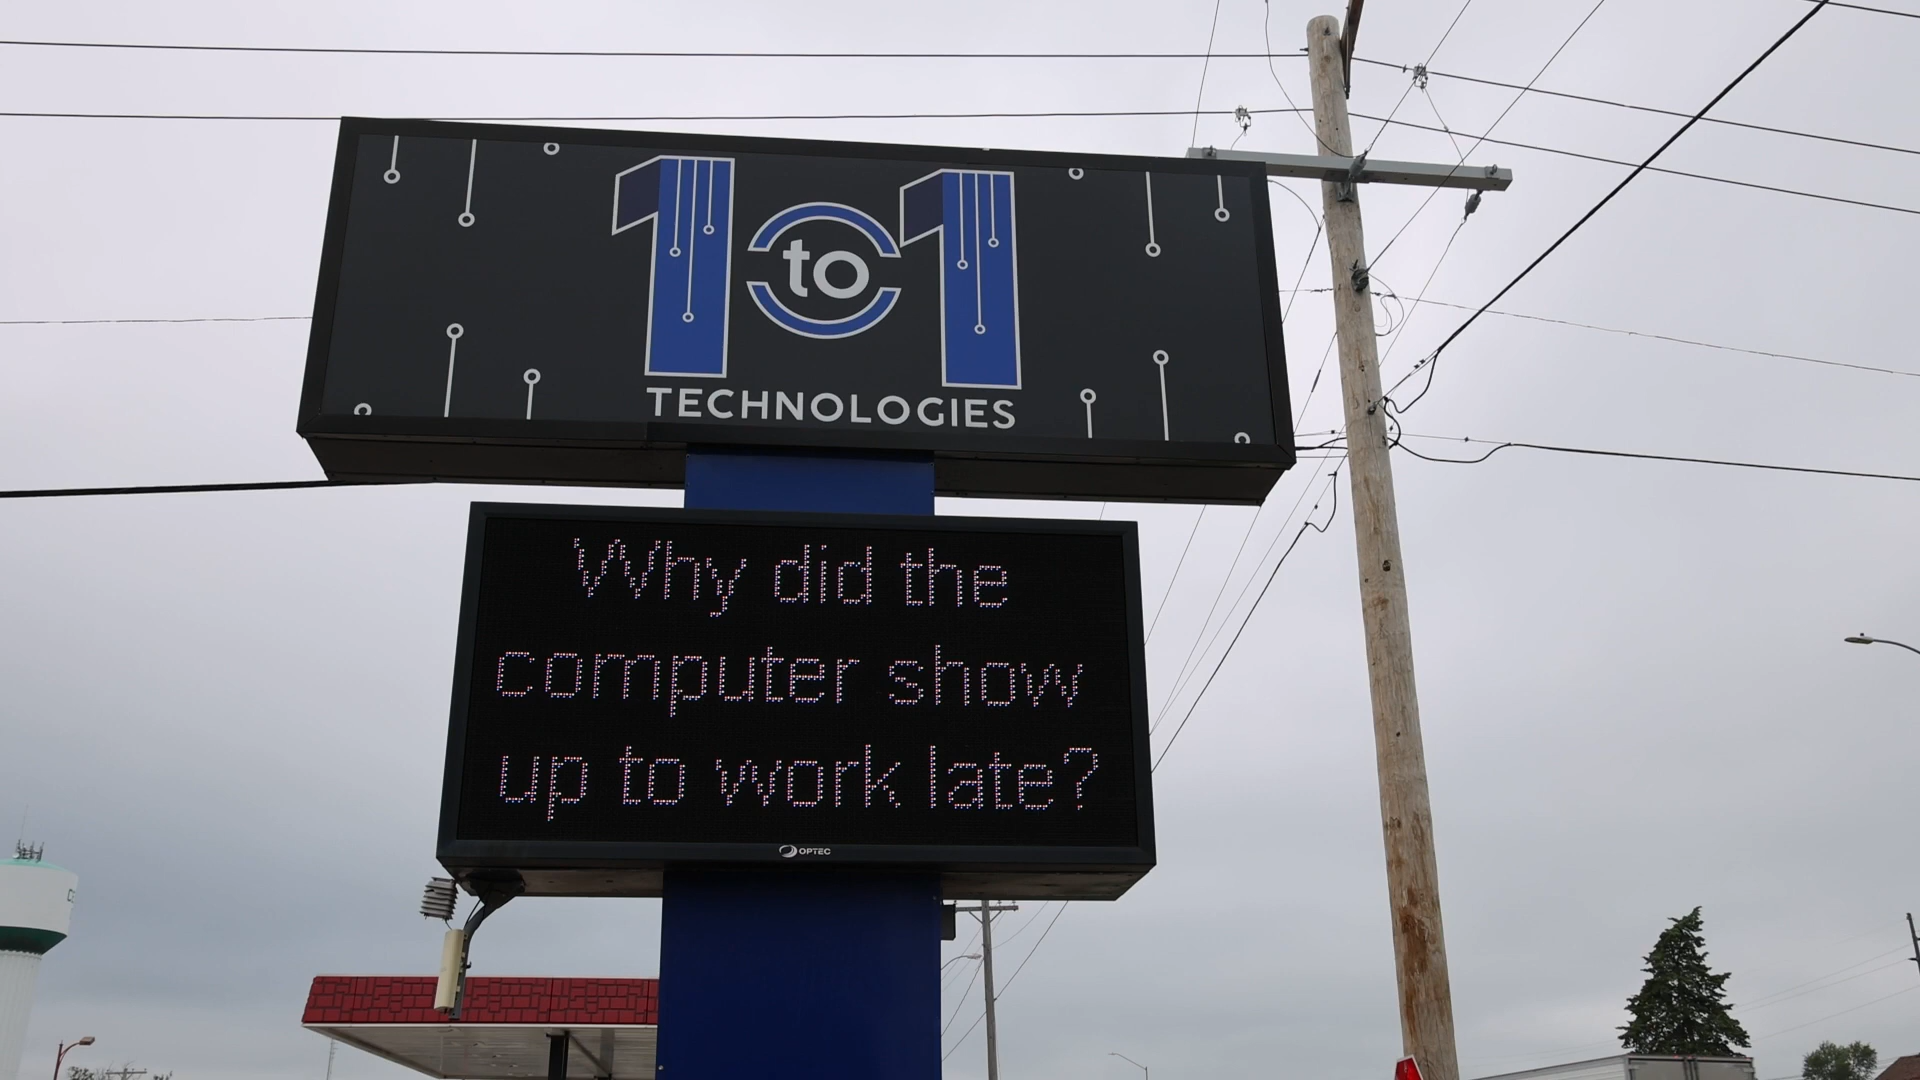 1 to 1
TECHNOLOGIES
Why did the
computer show
up to work late?
OPTEC